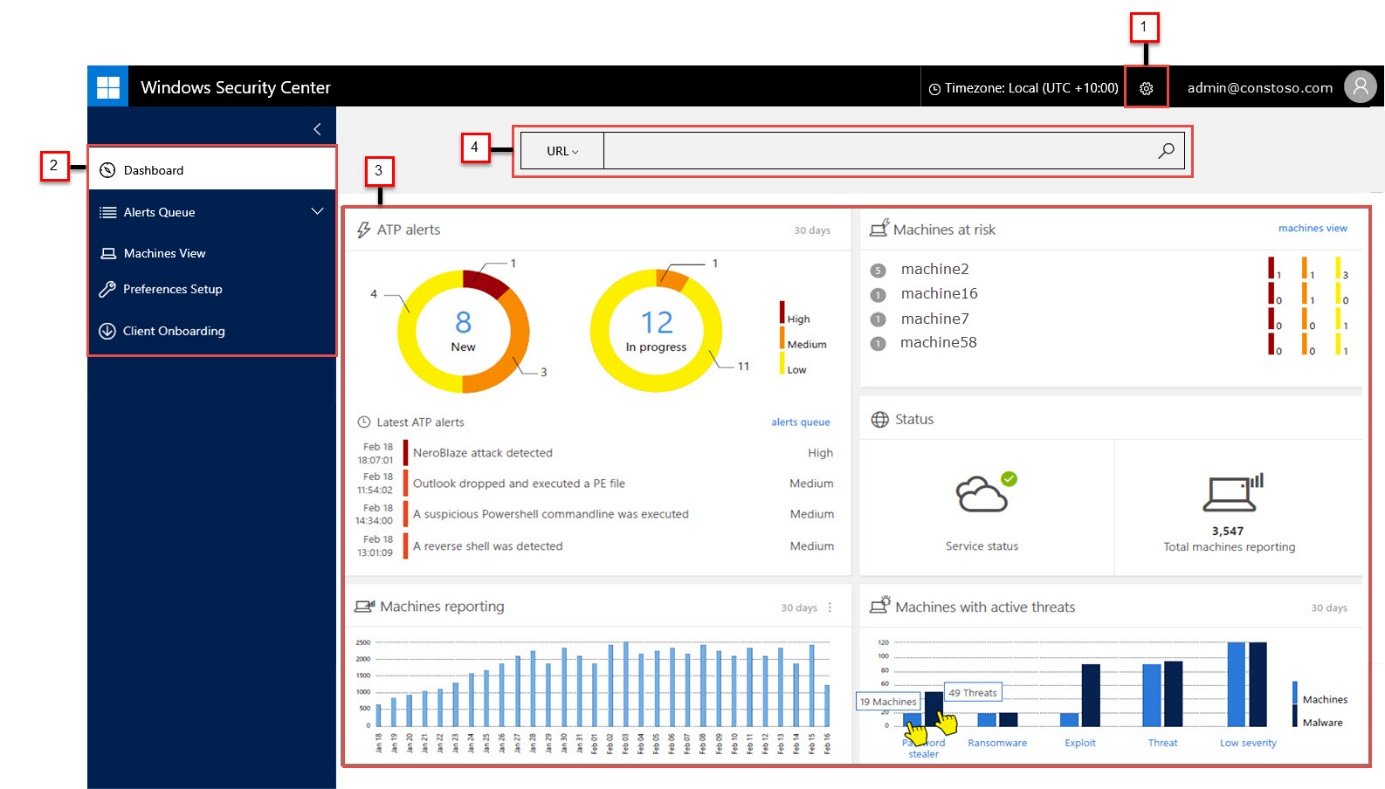 1
Windows Security Center
Timezone: Local (UTC +10:00)
admin@constoso.com
2
Dashboard
Alerts Queue
Machines View
Preferences Setup
Client Onboarding
4
URL
3
ATP alerts
30 days
1
4
8
New
3
1
12
In progress
11
High
Medium
Low
Latest ATP alerts
alerts queue
Feb 18
18:07:01
NeroBlaze attack detected
High
Feb 18
11:54:02
Outlook dropped and executed a PE file
Medium
Feb 18
14:34:00
A suspicious Powershell commandline was executed
Medium
Feb 18
13:01:09
A reverse shell was detected
Medium
Machines at risk
machines view
5 machine2 1 1 3
1 machine16 0 1 0
1 machine7 0 0 1
1 machine58 0 0 1
Status
Service status
3,547
Total machines reporting
Machines reporting
30 days
2500
2000
1500
1000
500
0
Jan 18
Jan 19
Jan 20
Jan 21
Jan 22
Jan 23
Jan 24
Jan 25
Jan 26
Jan 27
Jan 28
Jan 29
Jan 30
Jan 31
Feb 01
Feb 02
Feb 03
Feb 04
Feb 05
Feb 06
Feb 07
Feb 08
Feb 09
Feb 10
Feb 11
Feb 12
Feb 13
Feb 14
Feb 15
Feb 16
Machines with active threats
30 days
120
100
80
60
20
0
19 Machines
49 Threats
Machines
Malware
stealer
Ransomware
Exploit
Threat
Low severity